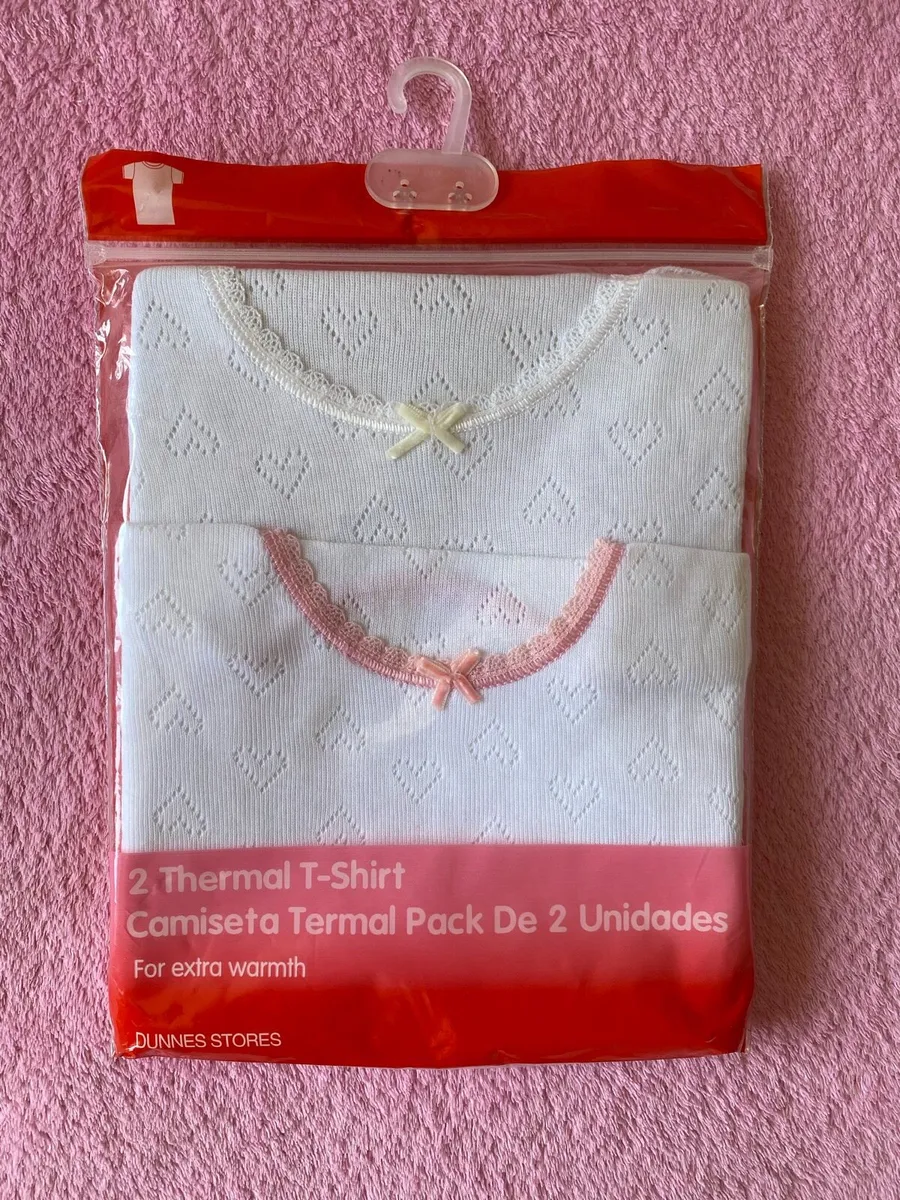 2 Thermal T-Shirt
Camiseta Termal Pack De 2 Unidades
For extra warmth
DUNNES STORES